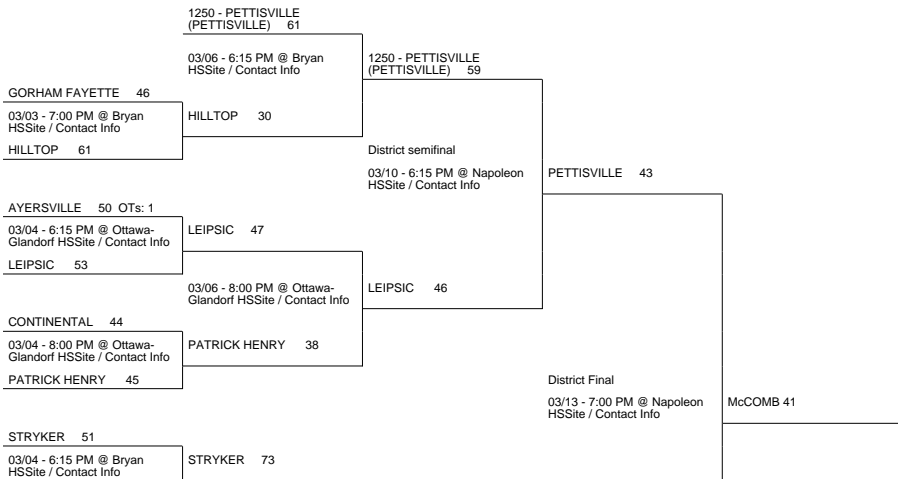 1250 - PETTISVILLE
(PETTISVILLE) 61
03/06 - 6:15 PM @ Bryan
HSSite / Contact Info
1250 - PETTISVILLE
(PETTISVILLE) 59
GORHAM FAYETTE 46
03/03 - 7:00 PM @ Bryan
HSSite / Contact Info
HILLTOP 30
HILLTOP 61
District semifinal
03/10 - 6:15 PM @ Napoleon
HSSite / Contact Info
PETTISVILLE 43
AYERSVILLE 50 OTs: 1
03/04 - 6:15 PM @ Ottawa-
Glandorf HSSite / Contact Info
LEIPSIC 47
LEIPSIC 53
03/06 - 8:00 PM @ Ottawa-
Glandorf HSSite / Contact Info
LEIPSIC 46
CONTINENTAL 44
03/04 - 8:00 PM @ Ottawa-
Glandorf HSSite / Contact Info
PATRICK HENRY 38
PATRICK HENRY 45
District Final
03/13 - 7:00 PM @ Napoleon
HSSite / Contact Info
McCOMB 41
STRYKER 51
03/04 - 6:15 PM @ Bryan
HSSite / Contact Info
STRYKER 73